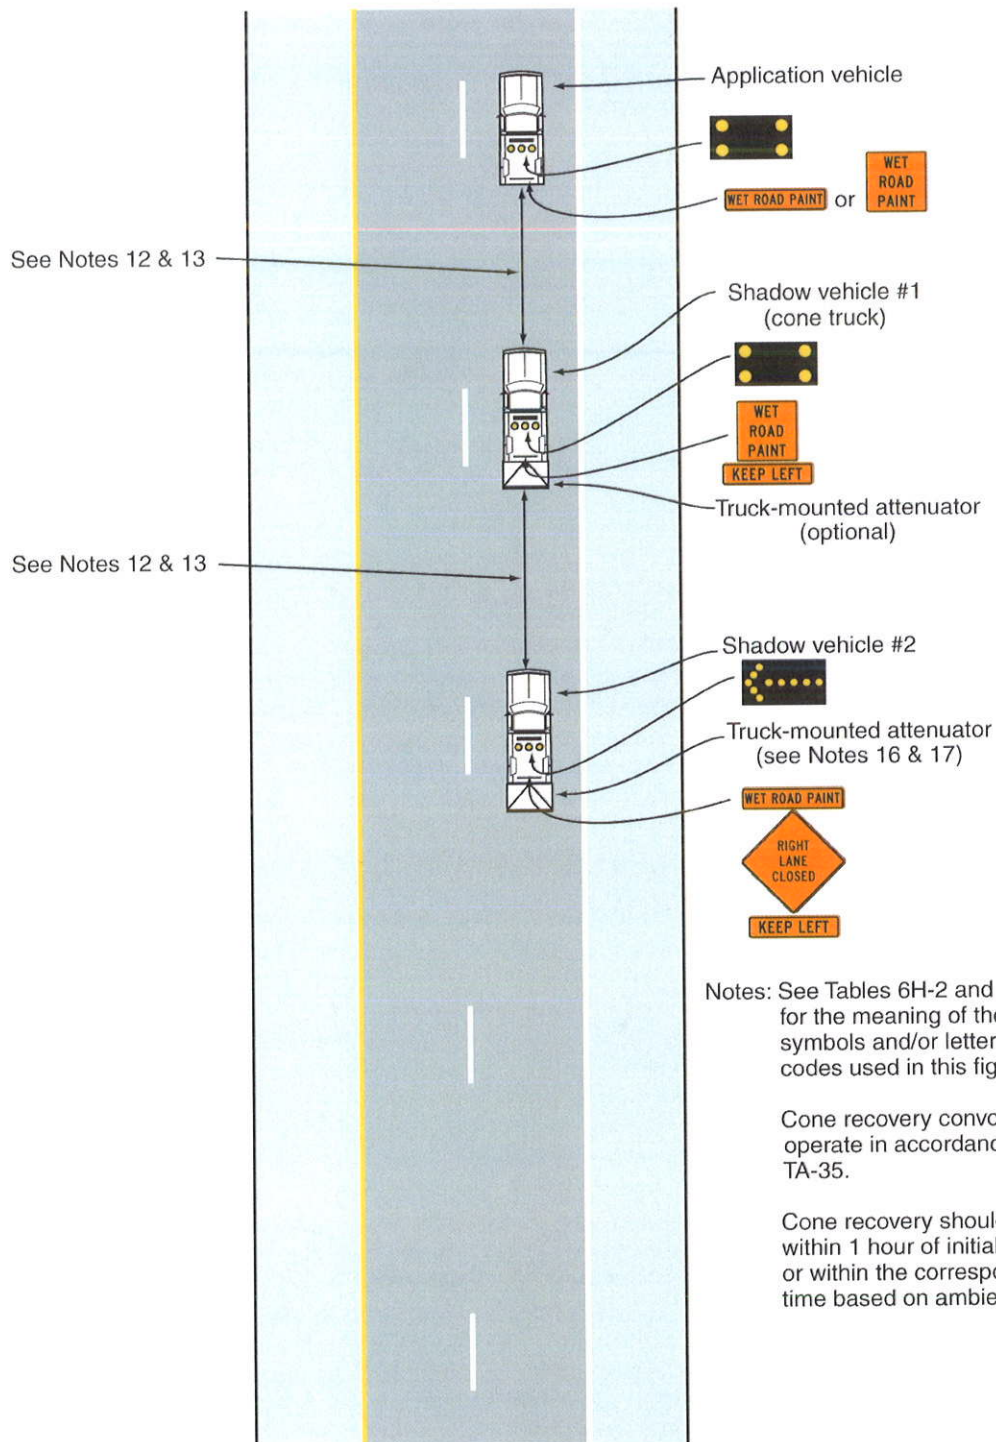 Application vehicle
WET ROAD PAINT or
WET
ROAD
PAINT
See Notes 12 & 13
Shadow vehicle #1
(cone truck)
WET
ROAD
PAINT
KEEP LEFT
Truck-mounted attenuator
(optional)
See Notes 12 & 13
Shadow vehicle #2
Truck-mounted attenuator
(see Notes 16 & 17)
WET ROAD PAINT
RIGHT
LANE
CLOSED
KEEP LEFT
Notes: See Tables 6H-2 and
for the meaning of the
symbols and/or letter
codes used in this fig
Cone recovery convo
operate in accordanc
TA-35.
Cone recovery shoul
within 1 hour of initial
or within the correspo
time based on ambie